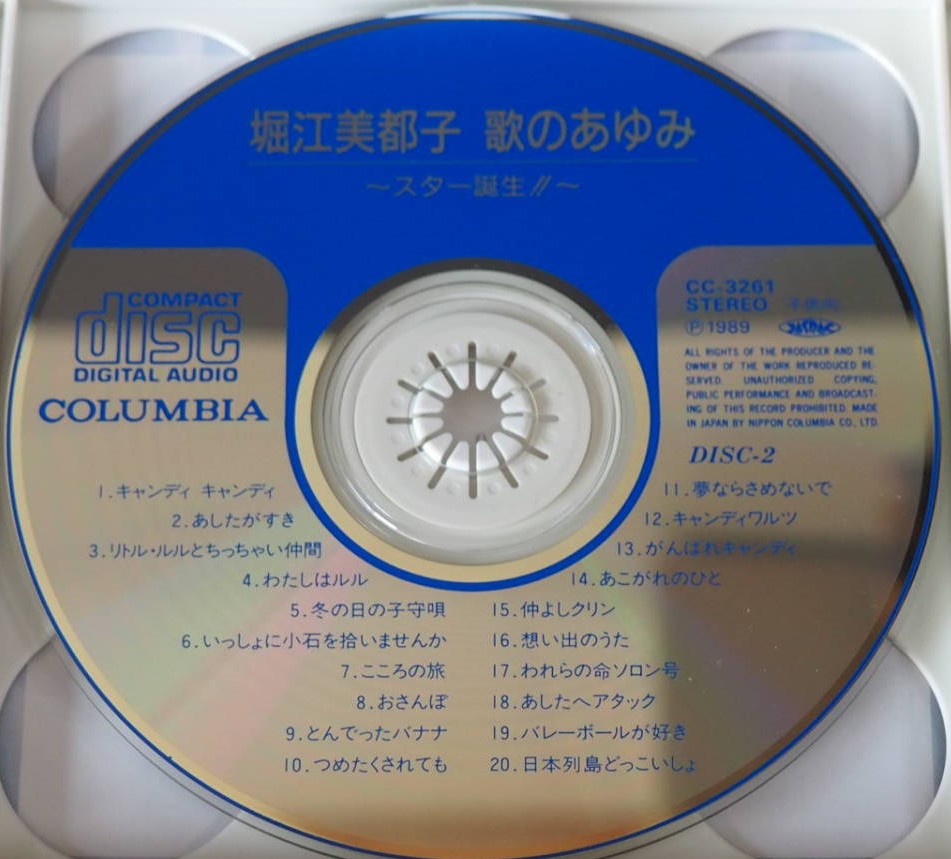 堀江美都子 歌のあゆみ
〜スター誕生//〜
COMPACT
disc
DIGITAL AUDIO
COLUMBIA
CC-3261
STEREO
Ⓟ1989 JASRAC
ALL RIGHTS OF THE PRODUCER AND THE
OWNER OF THE WORK REPRODUCED RE-
SERVED. UNAUTHORIZED COPYING,
PUBLIC PERFORMANCE AND BROADCAST-
ING OF THIS RECORD PROHIBITED. MADE
IN JAPAN BY NIPPON COLUMBIA CO., LTD.
DISC-2
1.キャンディ キャンディ
2.あしたがすき
3.リトル・ルルとちっちゃい仲間
4.わたしはルル
5.冬の日の子守唄
6.いっしょに小石を拾いませんか
7.こころの旅
8.おさんぽ
9.とんでったバナナ
10.つめたくされても
11.夢ならさめないで
12.キャンディワルツ
13.がんばれキャンディ
14.あこがれのひと
15.仲よしクリン
16.想い出のうた
17.われらの命ソロン号
18.あしたへアタック
19.バレーボールが好き
20.日本列島どっこいしょ